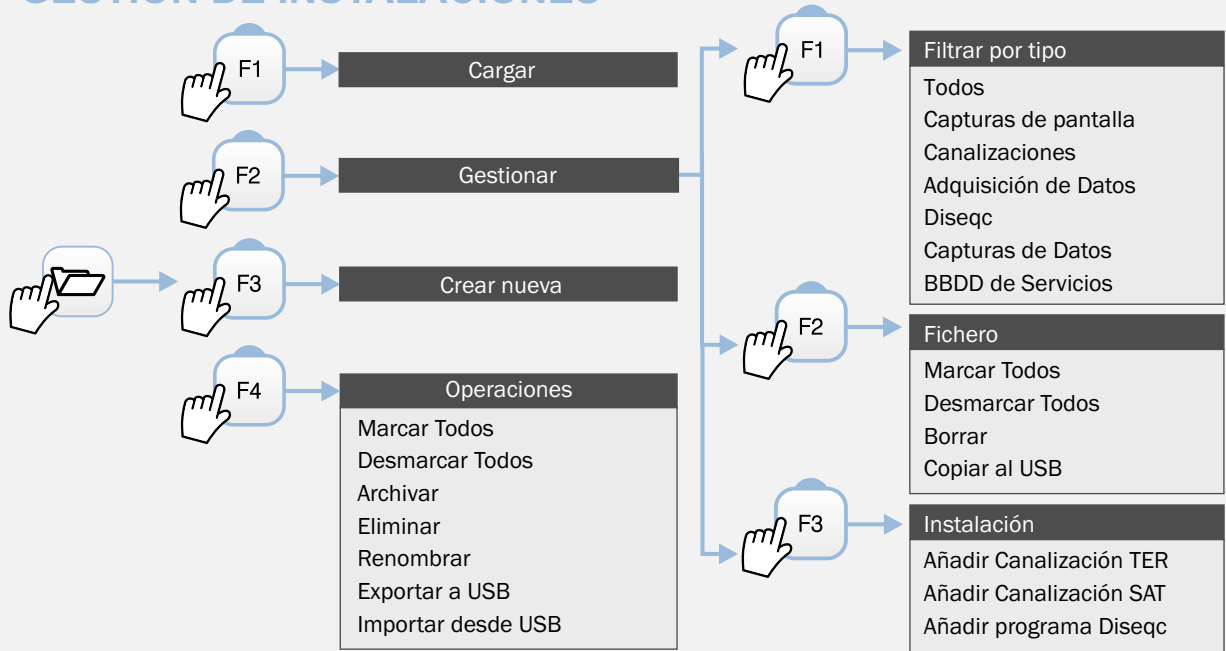 GESTIÓN DE INSTALACIONES
F1
Cargar
F2
Gestionar
F3
Crear nueva
F4
Operaciones
Marcar Todos
Desmarcar Todos
Archivar
Eliminar
Renombrar
Exportar a USB
Importar desde USB
F1
Filtrar por tipo
Todos
Capturas de pantalla
Canalizaciones
Adquisición de Datos
Diseqc
Capturas de Datos
BBDD de Servicios
F2
Fichero
Marcar Todos
Desmarcar Todos
Borrar
Copiar al USB
F3
Instalación
Añadir Canalización TER
Añadir Canalización SAT
Añadir programa Diseqc